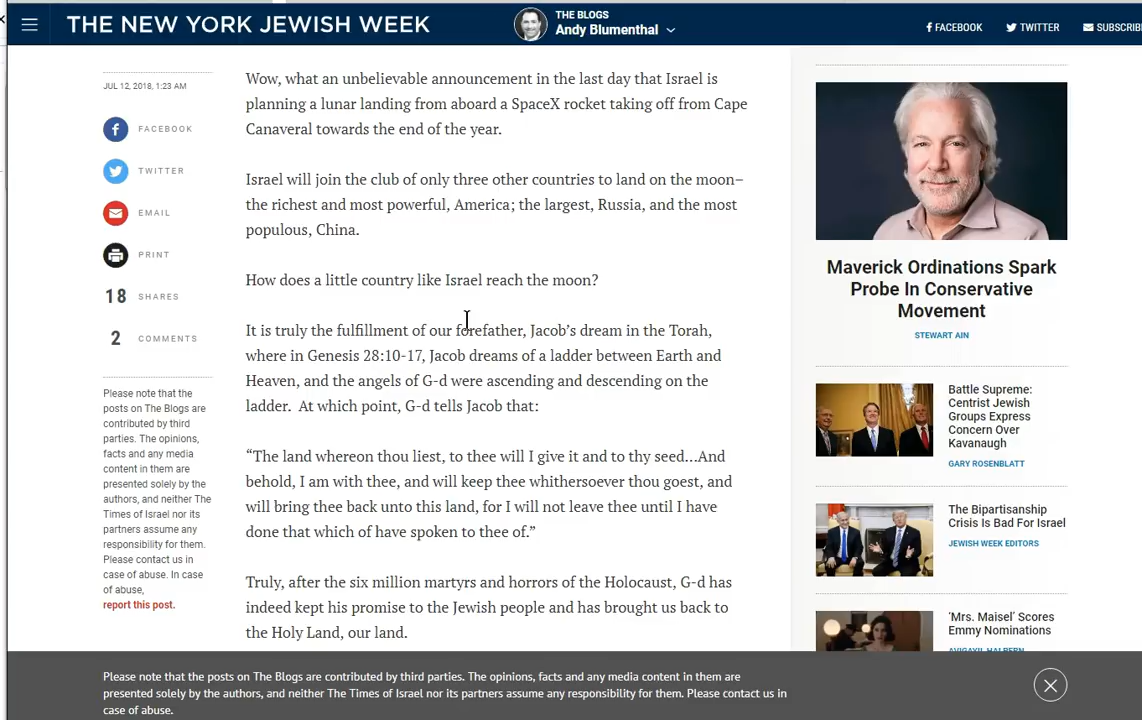 THE NEW YORK JEWISH WEEK
THE BLOGS
Andy Blumenthal
FACEBOOK
TWITTER
SUBSCRIB
JUL 12, 2018, 1:23 AM
FACEBOOK
TWITTER
EMAIL
PRINT
18 SHARES
2 COMMENTS
Please note that the
posts on The Blogs are
contributed by third
parties. The opinions,
facts and any media
content in them are
presented solely by the
authors, and neither The
Times of Israel nor its
partners assume any
responsibility for them.
Please contact us in
case of abuse. In case
of abuse,
report this post.
Wow, what an unbelievable announcement in the last day that Israel is
planning a lunar landing from aboard a SpaceX rocket taking off from Cape
Canaveral towards the end of the year.
Israel will join the club of only three other countries to land on the moon–
the richest and most powerful, America; the largest, Russia, and the most
populous, China.
How does a little country like Israel reach the moon?
It is truly the fulfillment of our forefather, Jacob’s dream in the Torah,
where in Genesis 28:10-17, Jacob dreams of a ladder between Earth and
Heaven, and the angels of G-d were ascending and descending on the
ladder.  At which point, G-d tells Jacob that:
“The land whereon thou liest, to thee will I give it and to thy seed…And
behold, I am with thee, and will keep thee whithersoever thou goest, and
will bring thee back unto this land, for I will not leave thee until I have
done that which of have spoken to thee of.”
Truly, after the six million martyrs and horrors of the Holocaust, G-d has
indeed kept his promise to the Jewish people and has brought us back to
the Holy Land, our land.
Maverick Ordinations Spark
Probe In Conservative
Movement
STEWART AIN
Battle Supreme:
Centrist Jewish
Groups Express
Concern Over
Kavanaugh
GARY ROSENBLATT
The Bipartisanship
Crisis Is Bad For Israel
JEWISH WEEK EDITORS
‘Mrs. Maisel’ Scores
Emmy Nominations
Please note that the posts on The Blogs are contributed by third parties. The opinions, facts and any media content in them are
presented solely by the authors, and neither The Times of Israel nor its partners assume any responsibility for them. Please contact us in
case of abuse.